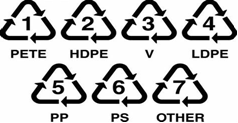 1 2 3 4
PETE HDPE V LDPE
5 6 7
PP PS OTHER